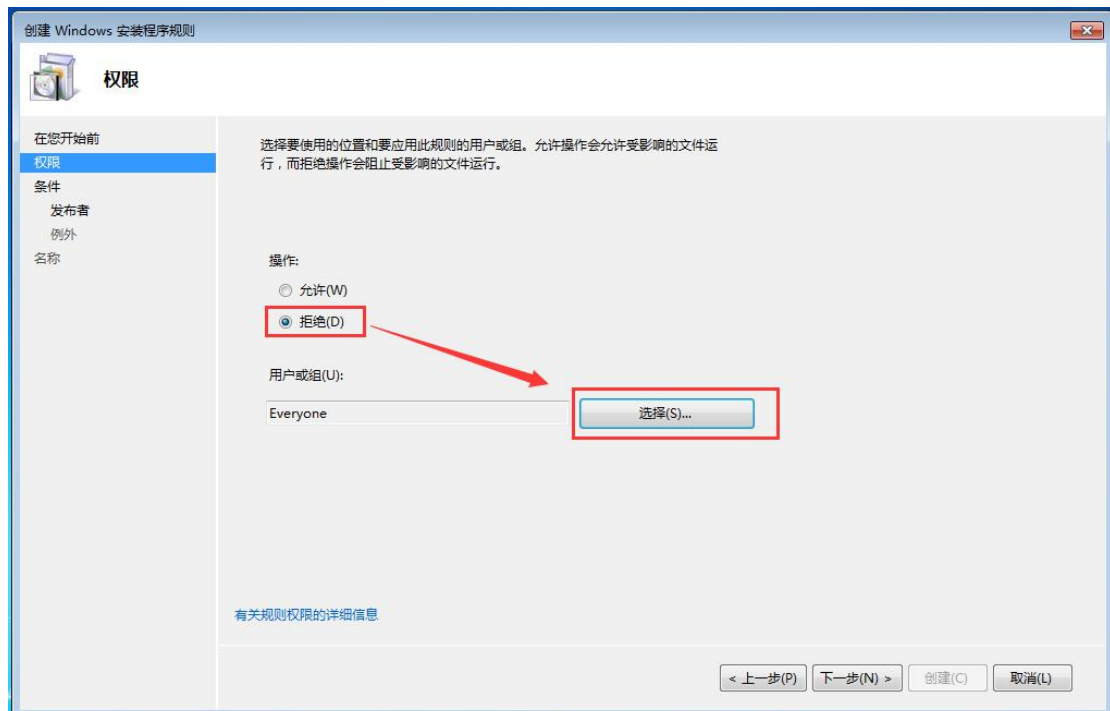 创建 Windows 安装程序规则
权限
在您开始前
权限
条件
发布者
例外
名称
选择要使用的位置和要应用此规则的用户或组。允许操作会允许受影响的文件运
行，而拒绝操作会阻止受影响的文件运行。
操作:
允许(W)
拒绝(D)
用户或组(U):
Everyone
选择(S)...
有关规则权限的详细信息
< 上一步(P)
下一步(N) >
创建(C)
取消(L)